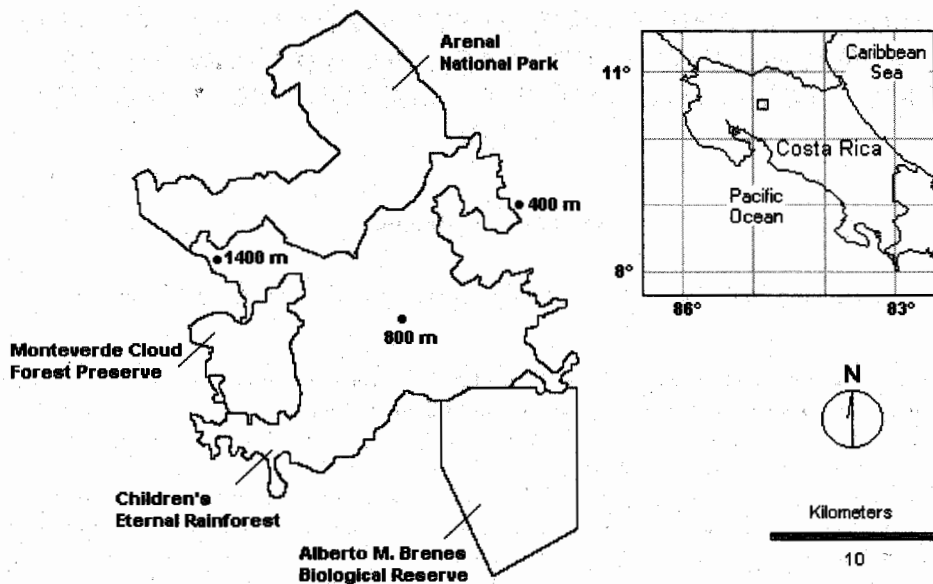 Arenal
National Park
400 m
1400 m
800 m
Monteverde Cloud
Forest Preserve
Children's
Eternal Rainforest
Alberto M. Brenes
Biological Reserve
11°
8°
86°
83°
Caribbean
Sea
Costa Rica
Pacific
Ocean
N
Kilometers
10